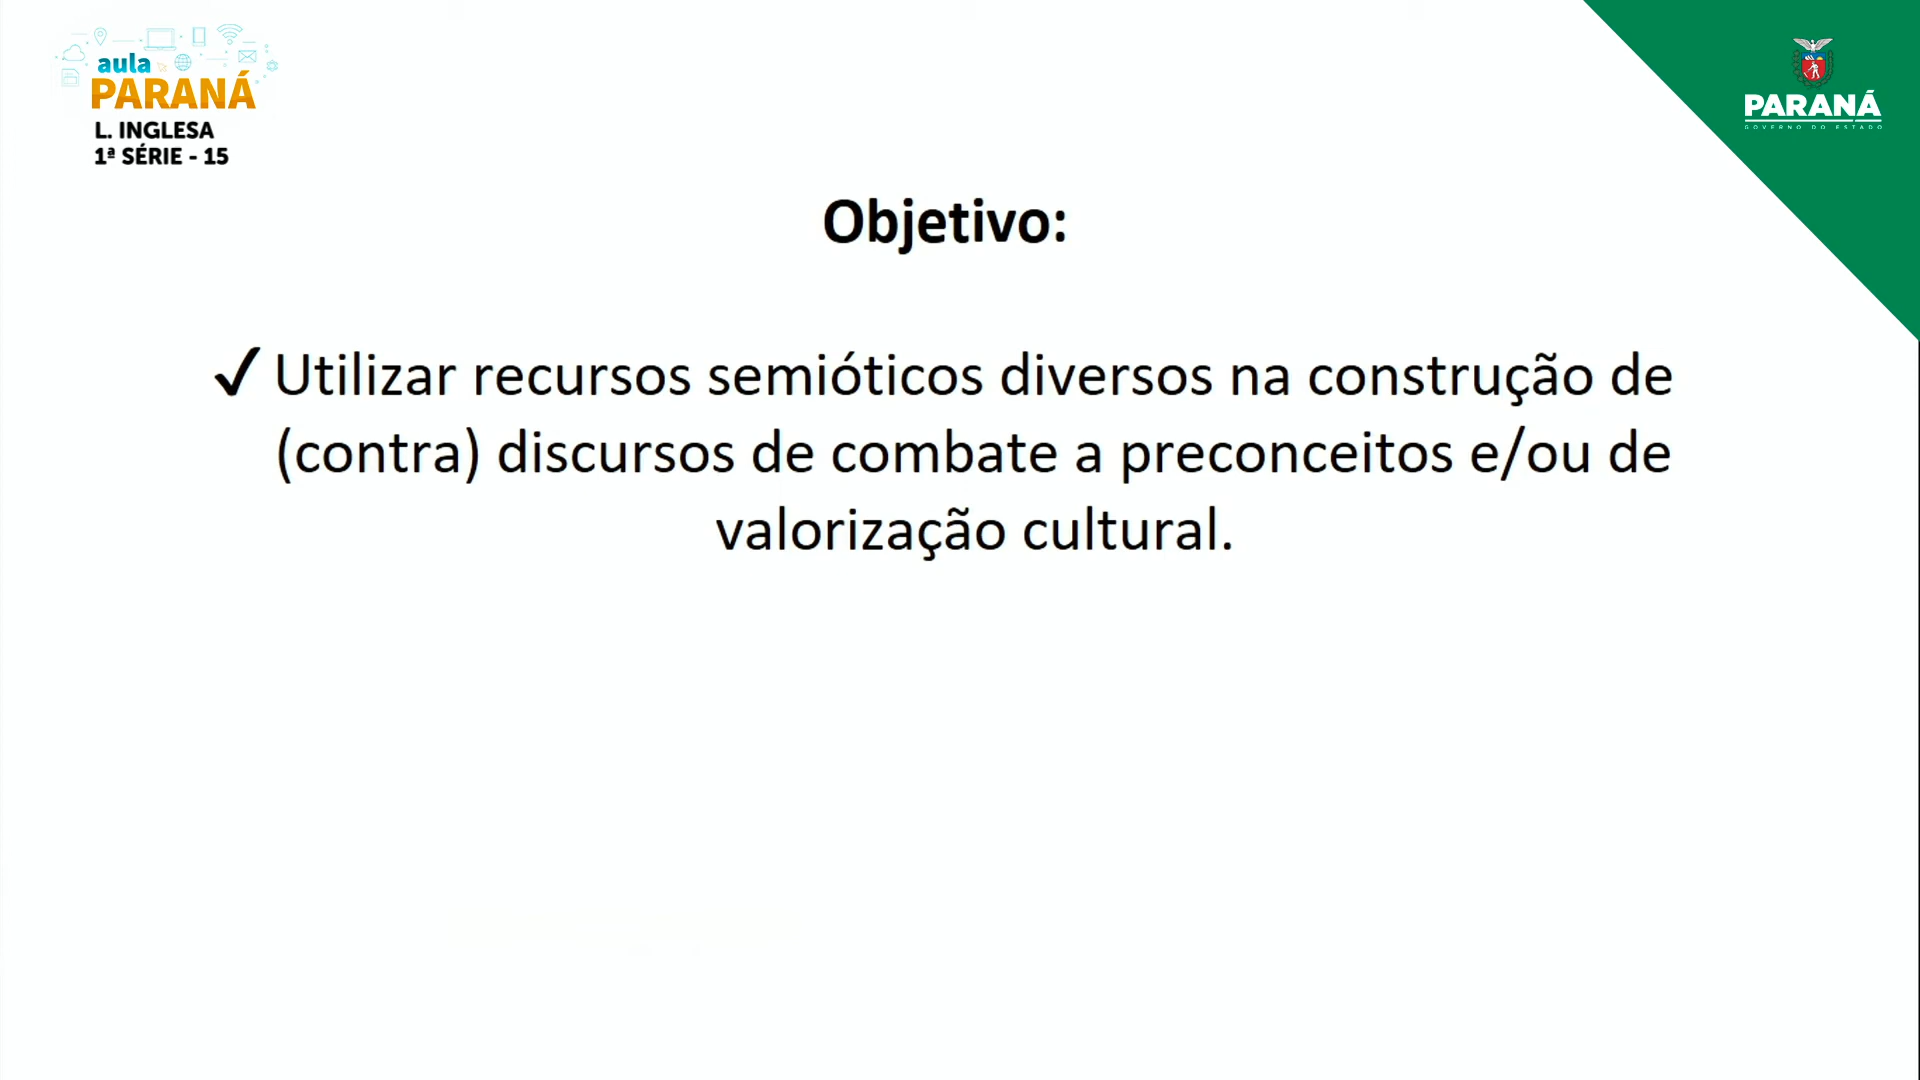 aula
PARANÁ
L. INGLESA
1ª SÉRIE - 15
PARANÁ
GOVERNO DO ESTADO
Objetivo:
✓ Utilizar recursos semióticos diversos na construção de
(contra) discursos de combate a preconceitos e/ou de
valorização cultural.